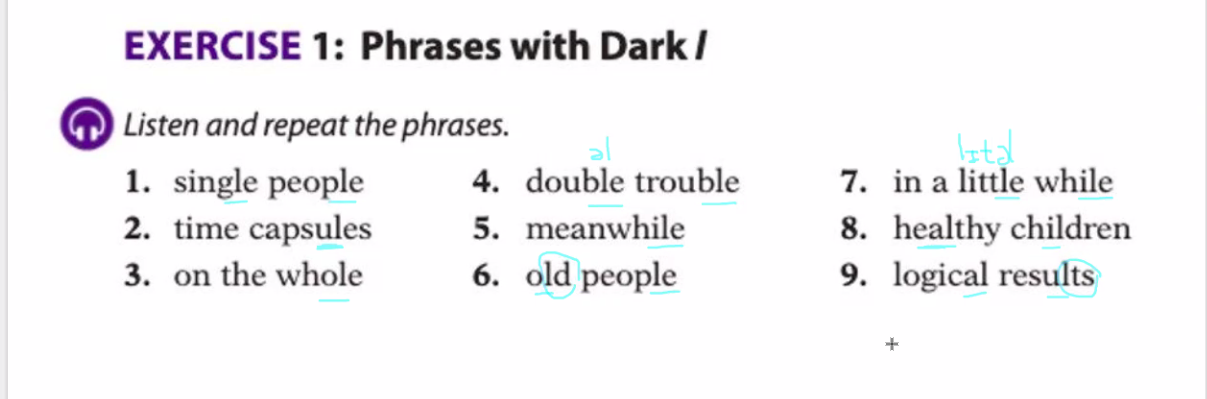 EXERCISE 1: Phrases with Dark l
Listen and repeat the phrases.
əl
lɪtəl
1. single people
2. time capsules
3. on the whole
4. double trouble
5. meanwhile
6. old people
7. in a little while
8. healthy children
9. logical results